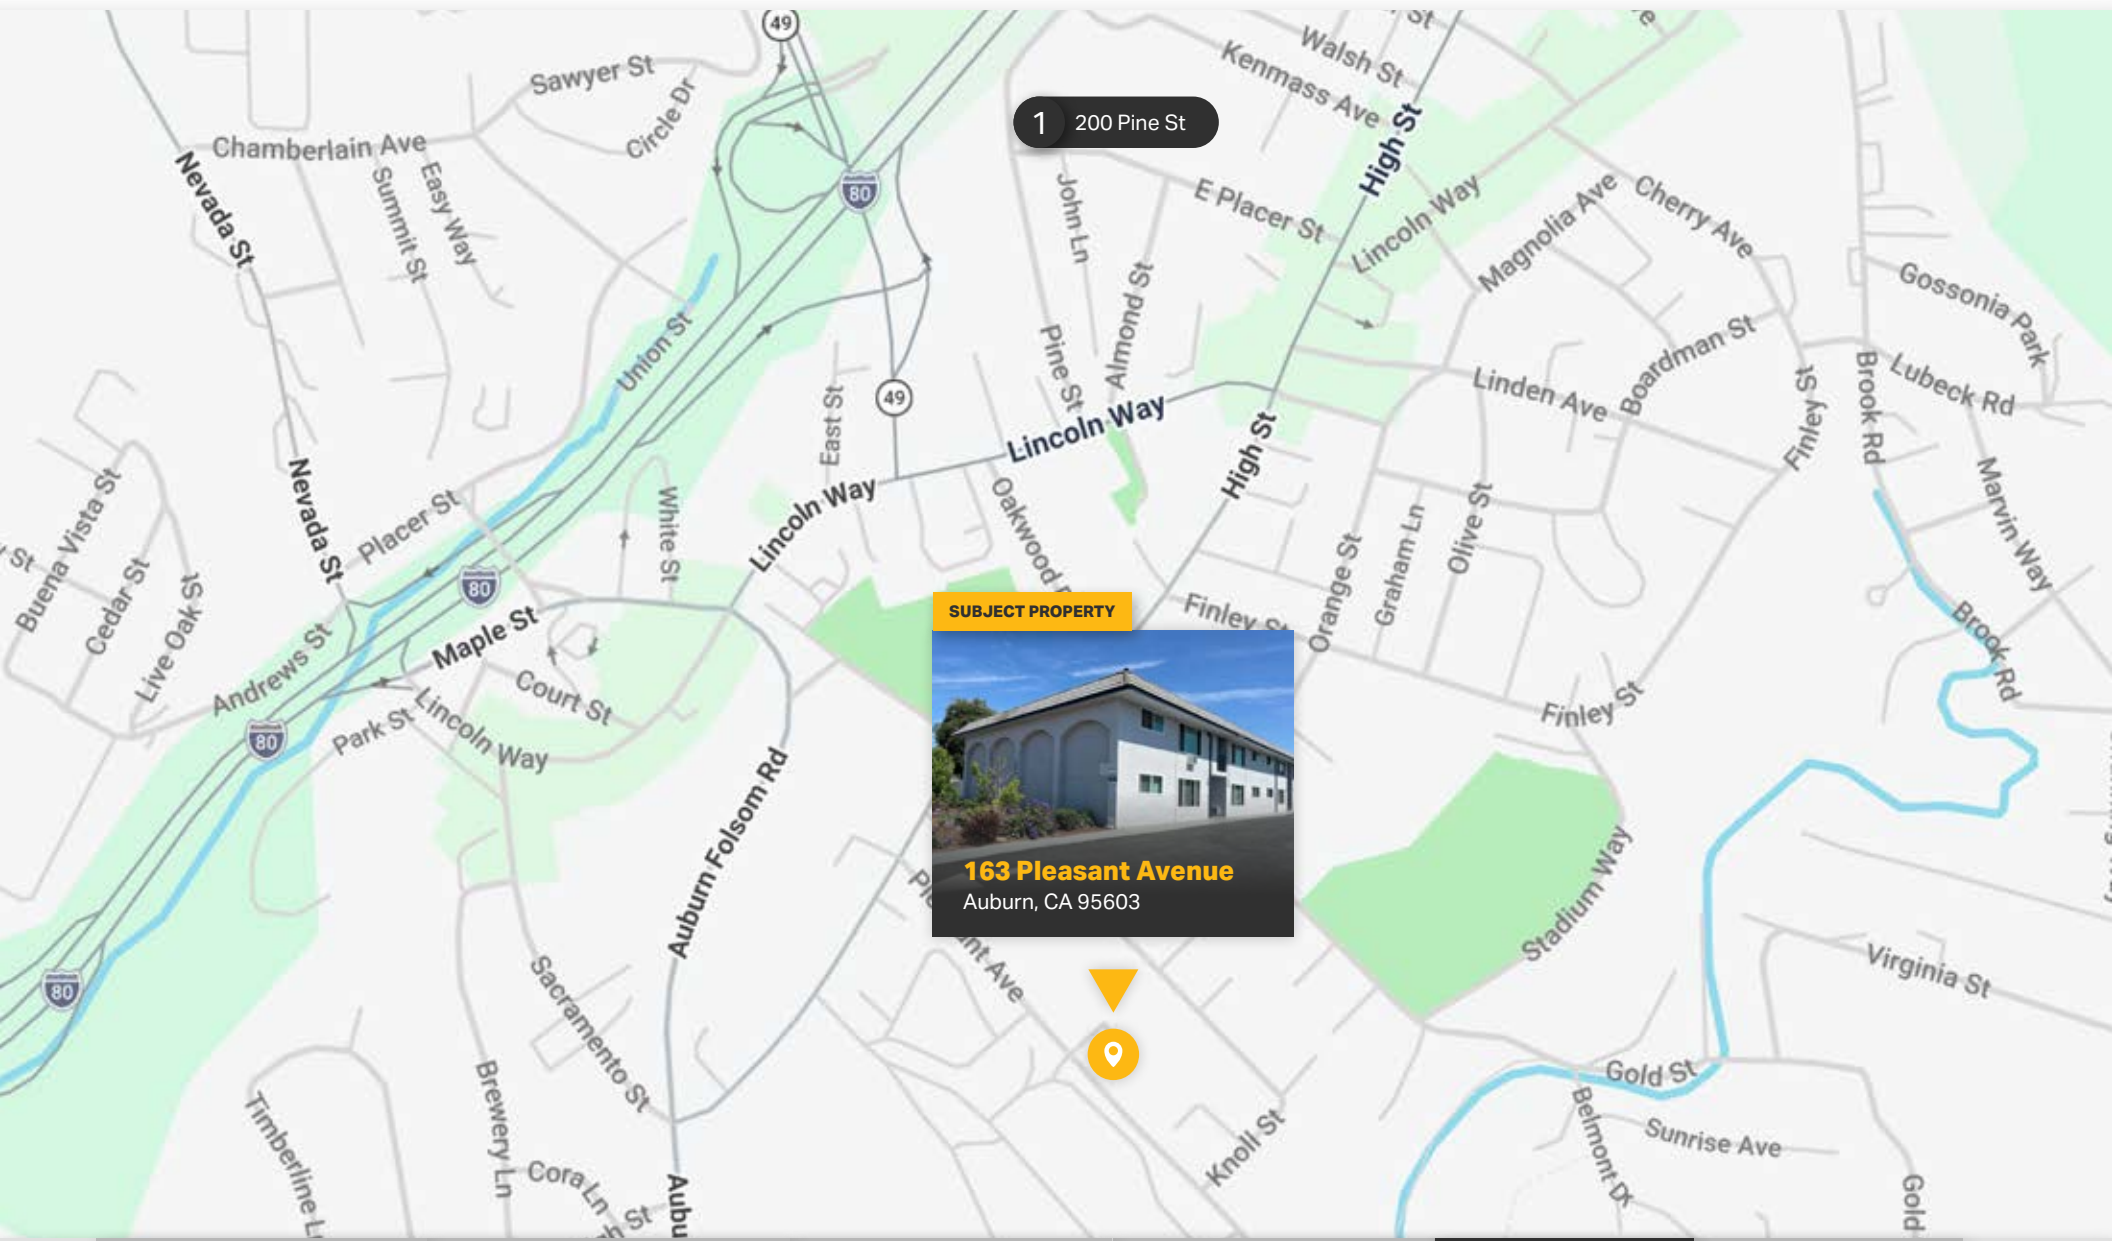 49
Sawyer St
Circle Dr
Chamberlain Ave
Summit St
Easy Way
Nevada St
80
1 200 Pine St
Walsh St
Kenmass Ave
St
High St
E Placer St
Lincoln Way
Magnolia Ave
Cherry Ave
Gossonia Park
John Ln
Almond St
Pine St
Union St
49
East St
Lincoln Way
Linden Ave
Boardman St
Finley St
Brook Rd
Lubeck Rd
Marvin Way
High St
Lincoln Way
Oakwood
Nevada St
Placer St
White St
Buena Vista St
Cedar St
Live Oak St
St
80
Maple St
Andrews St
Court St
Park St
Lincoln Way
80
Orange St
Graham Ln
Olive St
Finley St
Brook Rd
Finley St
SUBJECT PROPERTY
163 Pleasant Avenue
Auburn, CA 95603
Auburn Folsom Rd
Stadium Way
Virginia St
80
Sacramento St
Brewery Ln
Cora Ln
St
Aubu
Timberline L
Knoll St
Gold St
Belmont Dr
Sunrise Ave
Gold